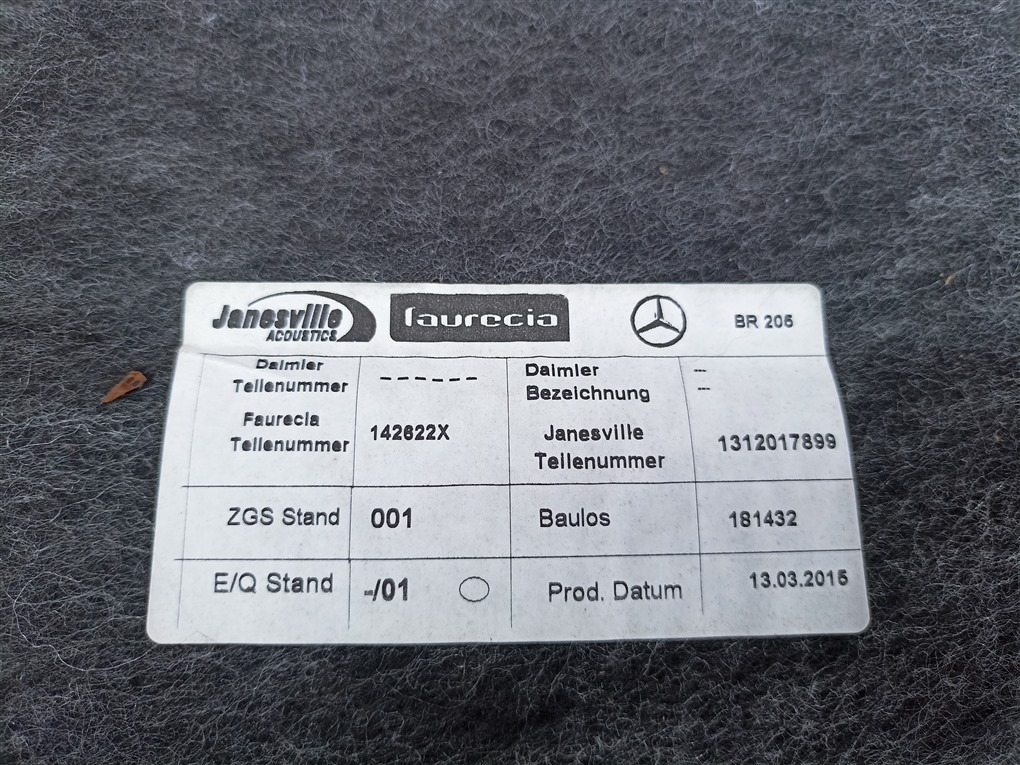 Janesville ACOUSTICS faurecia BR 205
Daimler Teilenummer ------ Daimler Bezeichnung -- --
Faurecia Teilenummer 142622X Janesville Teilenummer 1312017899
ZGS Stand 001 Baulos 181432
E/Q Stand -/01 Prod. Datum 13.03.2015